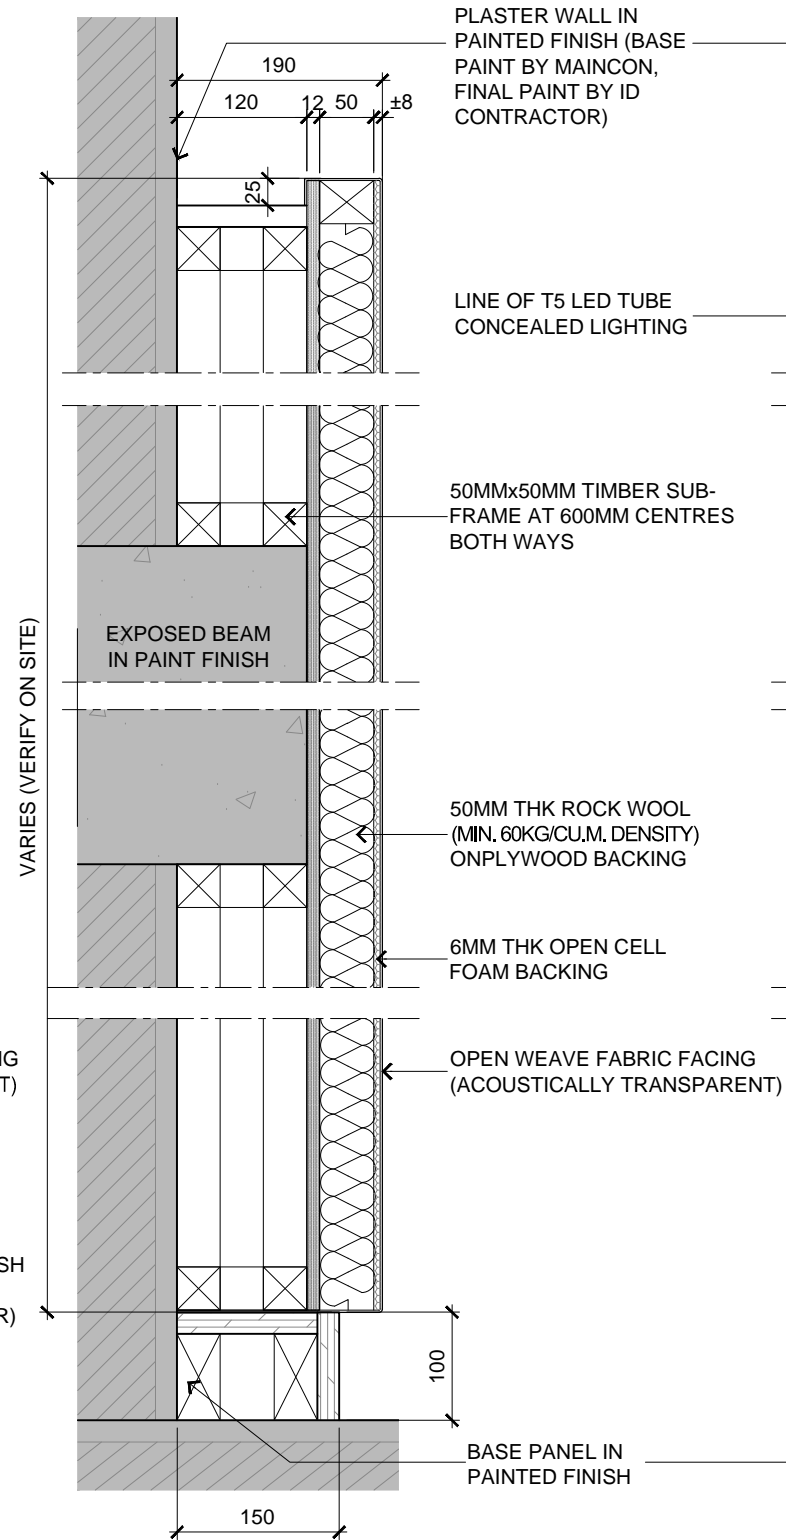 PLASTER WALL IN
PAINTED FINISH (BASE
PAINT BY MAINCON,
FINAL PAINT BY ID
CONTRACTOR)
190
120
12
50
±8
25
LINE OF T5 LED TUBE
CONCEALED LIGHTING
50MMx50MM TIMBER SUB-
FRAME AT 600MM CENTRES
BOTH WAYS
EXPOSED BEAM
IN PAINT FINISH
VARIES (VERIFY ON SITE)
50MM THK ROCK WOOL
(MIN. 60KG/CU.M. DENSITY)
ONPLYWOOD BACKING
6MM THK OPEN CELL
FOAM BACKING
OPEN WEAVE FABRIC FACING
(ACOUSTICALLY TRANSPARENT)
NG
T)
SH
R)
100
BASE PANEL IN
PAINTED FINISH
150